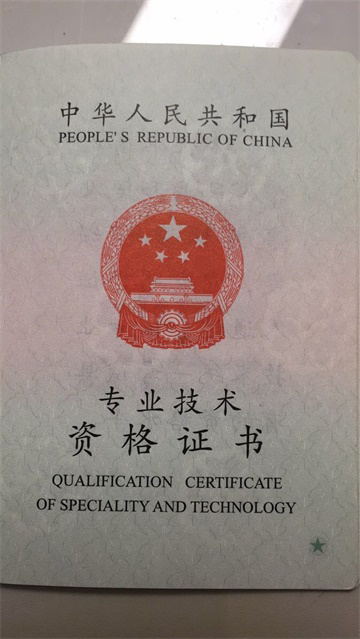 中华人民共和国
PEOPLE'S REPUBLIC OF CHINA
专业技术
资格证书
QUALIFICATION CERTIFICATE
OF SPECIALITY AND TECHNOLOGY